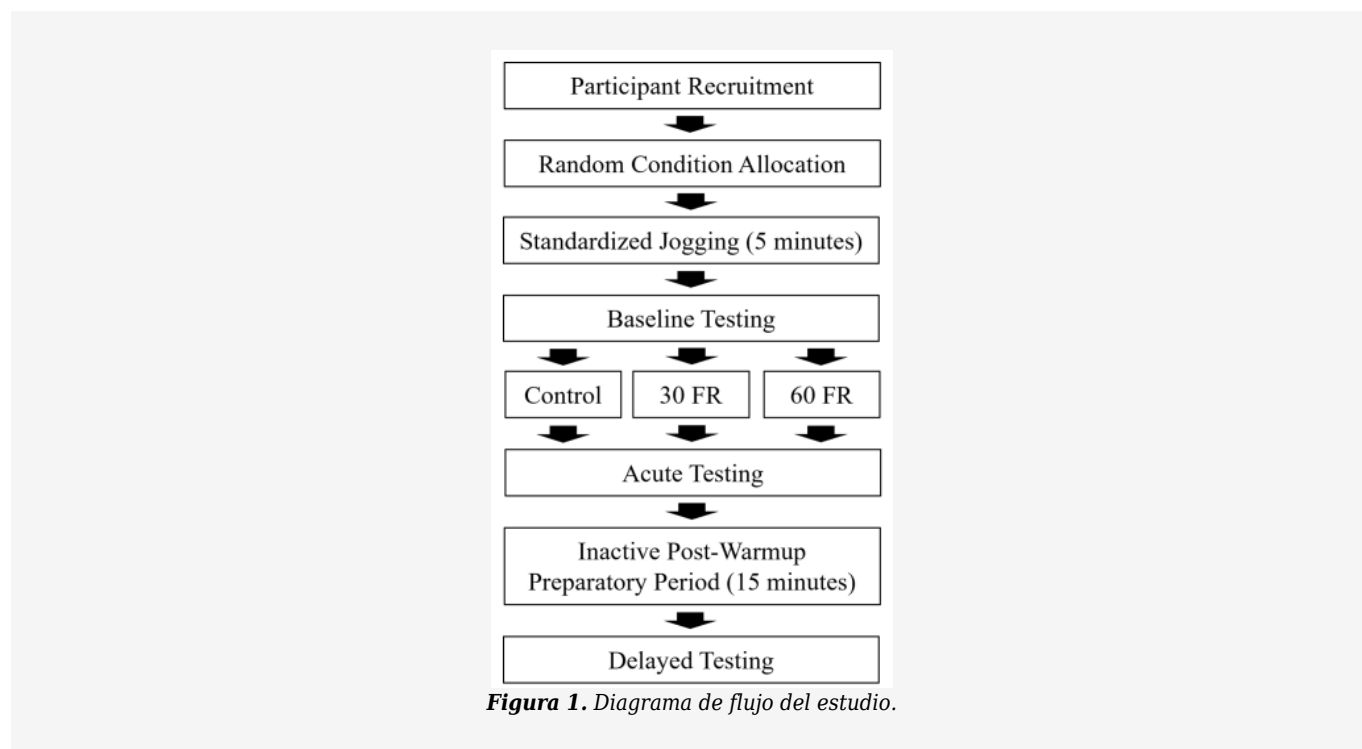 Participant Recruitment
Random Condition Allocation
Standardized Jogging (5 minutes)
Baseline Testing
Control
30 FR
60 FR
Acute Testing
Inactive Post-Warmup
Preparatory Period (15 minutes)
Delayed Testing
Figura 1. Diagrama de flujo del estudio.